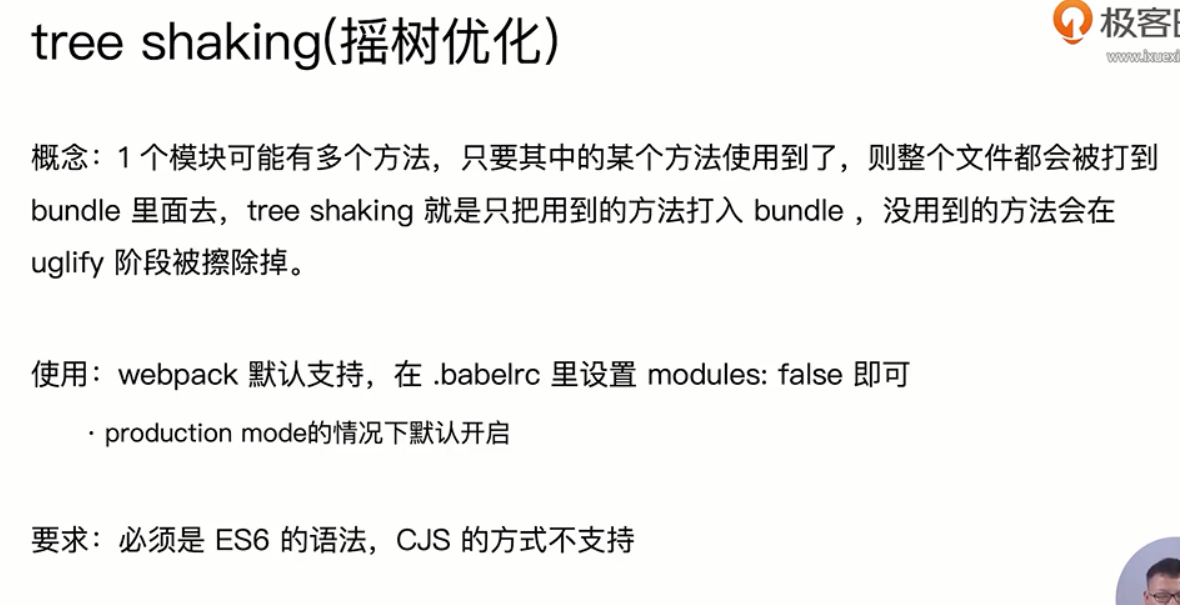 tree shaking(摇树优化)
极客
www.ixuexi
概念：1 个模块可能有多个方法，只要其中的某个方法使用到了，则整个文件都会被打到
bundle 里面去，tree shaking 就是只把用到的方法打入 bundle ，没用到的方法会在
uglify 阶段被擦除掉。
使用：webpack 默认支持，在 .babelrc 里设置 modules: false 即可
· production mode的情况下默认开启
要求：必须是 ES6 的语法，CJS 的方式不支持